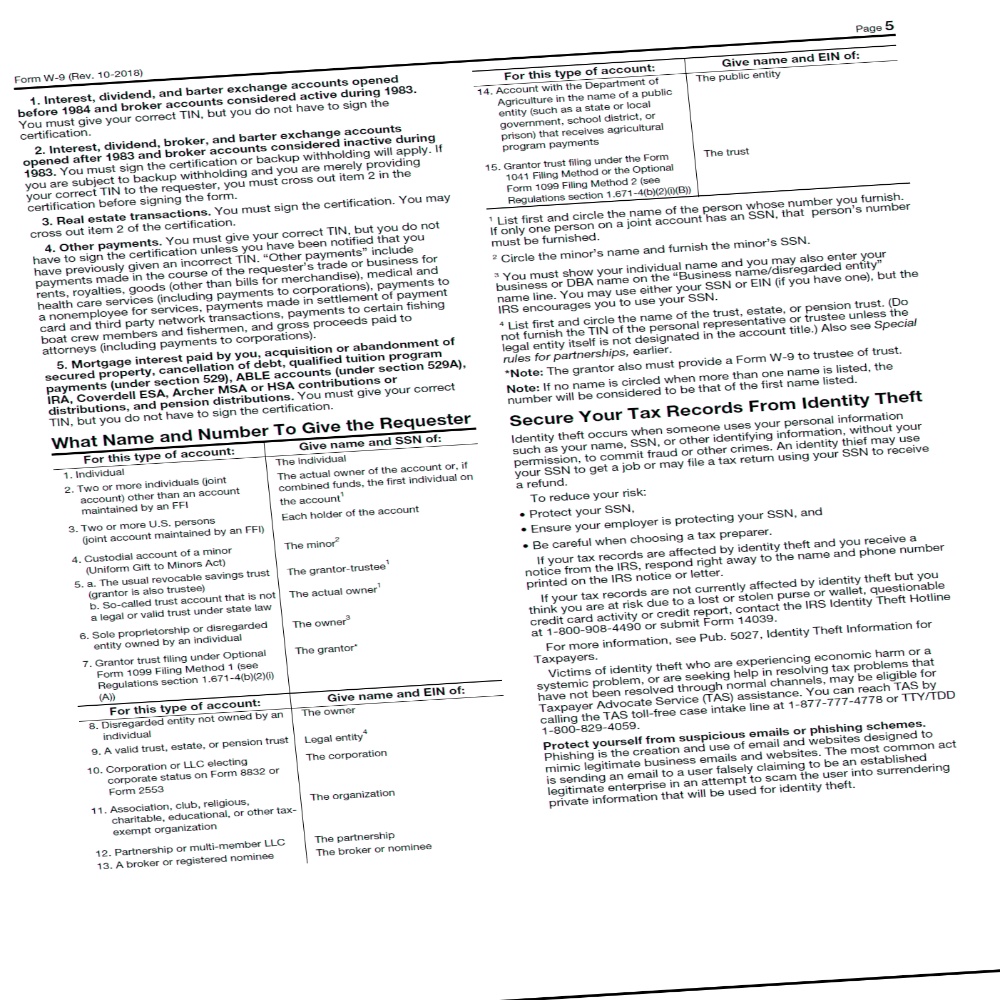 Form W-9 (Rev. 10-2018)
Page 5
1. Interest, dividend, and barter exchange accounts opened
before 1984 and broker accounts considered active during 1983.
You must give your correct TIN, but you do not have to sign the
certification.
2. Interest, dividend, broker, and barter exchange accounts
opened after 1983 and broker accounts considered inactive during
1983. You must sign the certification or backup withholding will apply. If
you are subject to backup withholding and you are merely providing
your correct TIN to the requester, you must cross out item 2 in the
certification before signing the form.
3. Real estate transactions. You must sign the certification. You may
cross out item 2 of the certification.
4. Other payments. You must give your correct TIN, but you do not
have to sign the certification unless you have been notified that you
have previously given an incorrect TIN. “Other payments” include
payments made in the course of the requester’s trade or business for
rents, royalties, goods (other than bills for merchandise), medical and
health care services (including payments to corporations), payments to
a nonemployee for services, payments made in settlement of payment
card and third party network transactions, payments to certain fishing
boat crew members and fishermen, and gross proceeds paid to
attorneys (including payments to corporations).
5. Mortgage interest paid by you, acquisition or abandonment of
secured property, cancellation of debt, qualified tuition program
payments (under section 529), ABLE accounts (under section 529A),
IRA, Coverdell ESA, Archer MSA or HSA contributions or
distributions, and pension distributions. You must give your correct
TIN, but you do not have to sign the certification.
What Name and Number To Give the Requester
For this type of account: Give name and SSN of:
1. Individual The individual
2. Two or more individuals (joint The actual owner of the account or, if
account) other than an account combined funds, the first individual on
maintained by an FFI the account¹
3. Two or more U.S. persons Each holder of the account
(joint account maintained by an FFI)
4. Custodial account of a minor The minor²
(Uniform Gift to Minors Act)
5. a. The usual revocable savings trust The grantor-trustee¹
(grantor is also trustee)
b. So-called trust account that is not The actual owner¹
a legal or valid trust under state law
6. Sole proprietorship or disregarded The owner³
entity owned by an individual
7. Grantor trust filing under Optional The grantor*
Form 1099 Filing Method 1 (see
Regulations section 1.671-4(b)(2)(i)
(A))
For this type of account: Give name and EIN of:
8. Disregarded entity not owned by an The owner
individual
9. A valid trust, estate, or pension trust Legal entity⁴
10. Corporation or LLC electing The corporation
corporate status on Form 8832 or
Form 2553
11. Association, club, religious, The organization
charitable, educational, or other tax-
exempt organization
12. Partnership or multi-member LLC The partnership
13. A broker or registered nominee The broker or nominee
For this type of account: Give name and EIN of:
14. Account with the Department of The public entity
Agriculture in the name of a public
entity (such as a state or local
government, school district, or
prison) that receives agricultural
program payments
15. Grantor trust filing under the Form The trust
1041 Filing Method or the Optional
Form 1099 Filing Method 2 (see
Regulations section 1.671-4(b)(2)(i)(B))
¹ List first and circle the name of the person whose number you furnish.
If only one person on a joint account has an SSN, that person’s number
must be furnished.
² Circle the minor’s name and furnish the minor’s SSN.
³ You must show your individual name and you may also enter your
business or DBA name on the “Business name/disregarded entity”
name line. You may use either your SSN or EIN (if you have one), but the
IRS encourages you to use your SSN.
⁴ List first and circle the name of the trust, estate, or pension trust. (Do
not furnish the TIN of the personal representative or trustee unless the
legal entity itself is not designated in the account title.) Also see Special
rules for partnerships, earlier.
*Note: The grantor also must provide a Form W-9 to trustee of trust.
Note: If no name is circled when more than one name is listed, the
number will be considered to be that of the first name listed.
Secure Your Tax Records From Identity Theft
Identity theft occurs when someone uses your personal information
such as your name, SSN, or other identifying information, without your
permission, to commit fraud or other crimes. An identity thief may use
your SSN to get a job or may file a tax return using your SSN to receive
a refund.
To reduce your risk:
• Protect your SSN,
• Ensure your employer is protecting your SSN, and
• Be careful when choosing a tax preparer.
If your tax records are affected by identity theft and you receive a
notice from the IRS, respond right away to the name and phone number
printed on the IRS notice or letter.
If your tax records are not currently affected by identity theft but you
think you are at risk due to a lost or stolen purse or wallet, questionable
credit card activity or credit report, contact the IRS Identity Theft Hotline
at 1-800-908-4490 or submit Form 14039.
For more information, see Pub. 5027, Identity Theft Information for
Taxpayers.
Victims of identity theft who are experiencing economic harm or a
systemic problem, or are seeking help in resolving tax problems that
have not been resolved through normal channels, may be eligible for
Taxpayer Advocate Service (TAS) assistance. You can reach TAS by
calling the TAS toll-free case intake line at 1-877-777-4778 or TTY/TDD
1-800-829-4059.
Protect yourself from suspicious emails or phishing schemes.
Phishing is the creation and use of email and websites designed to
mimic legitimate business emails and websites. The most common act
is sending an email to a user falsely claiming to be an established
legitimate enterprise in an attempt to scam the user into surrendering
private information that will be used for identity theft.